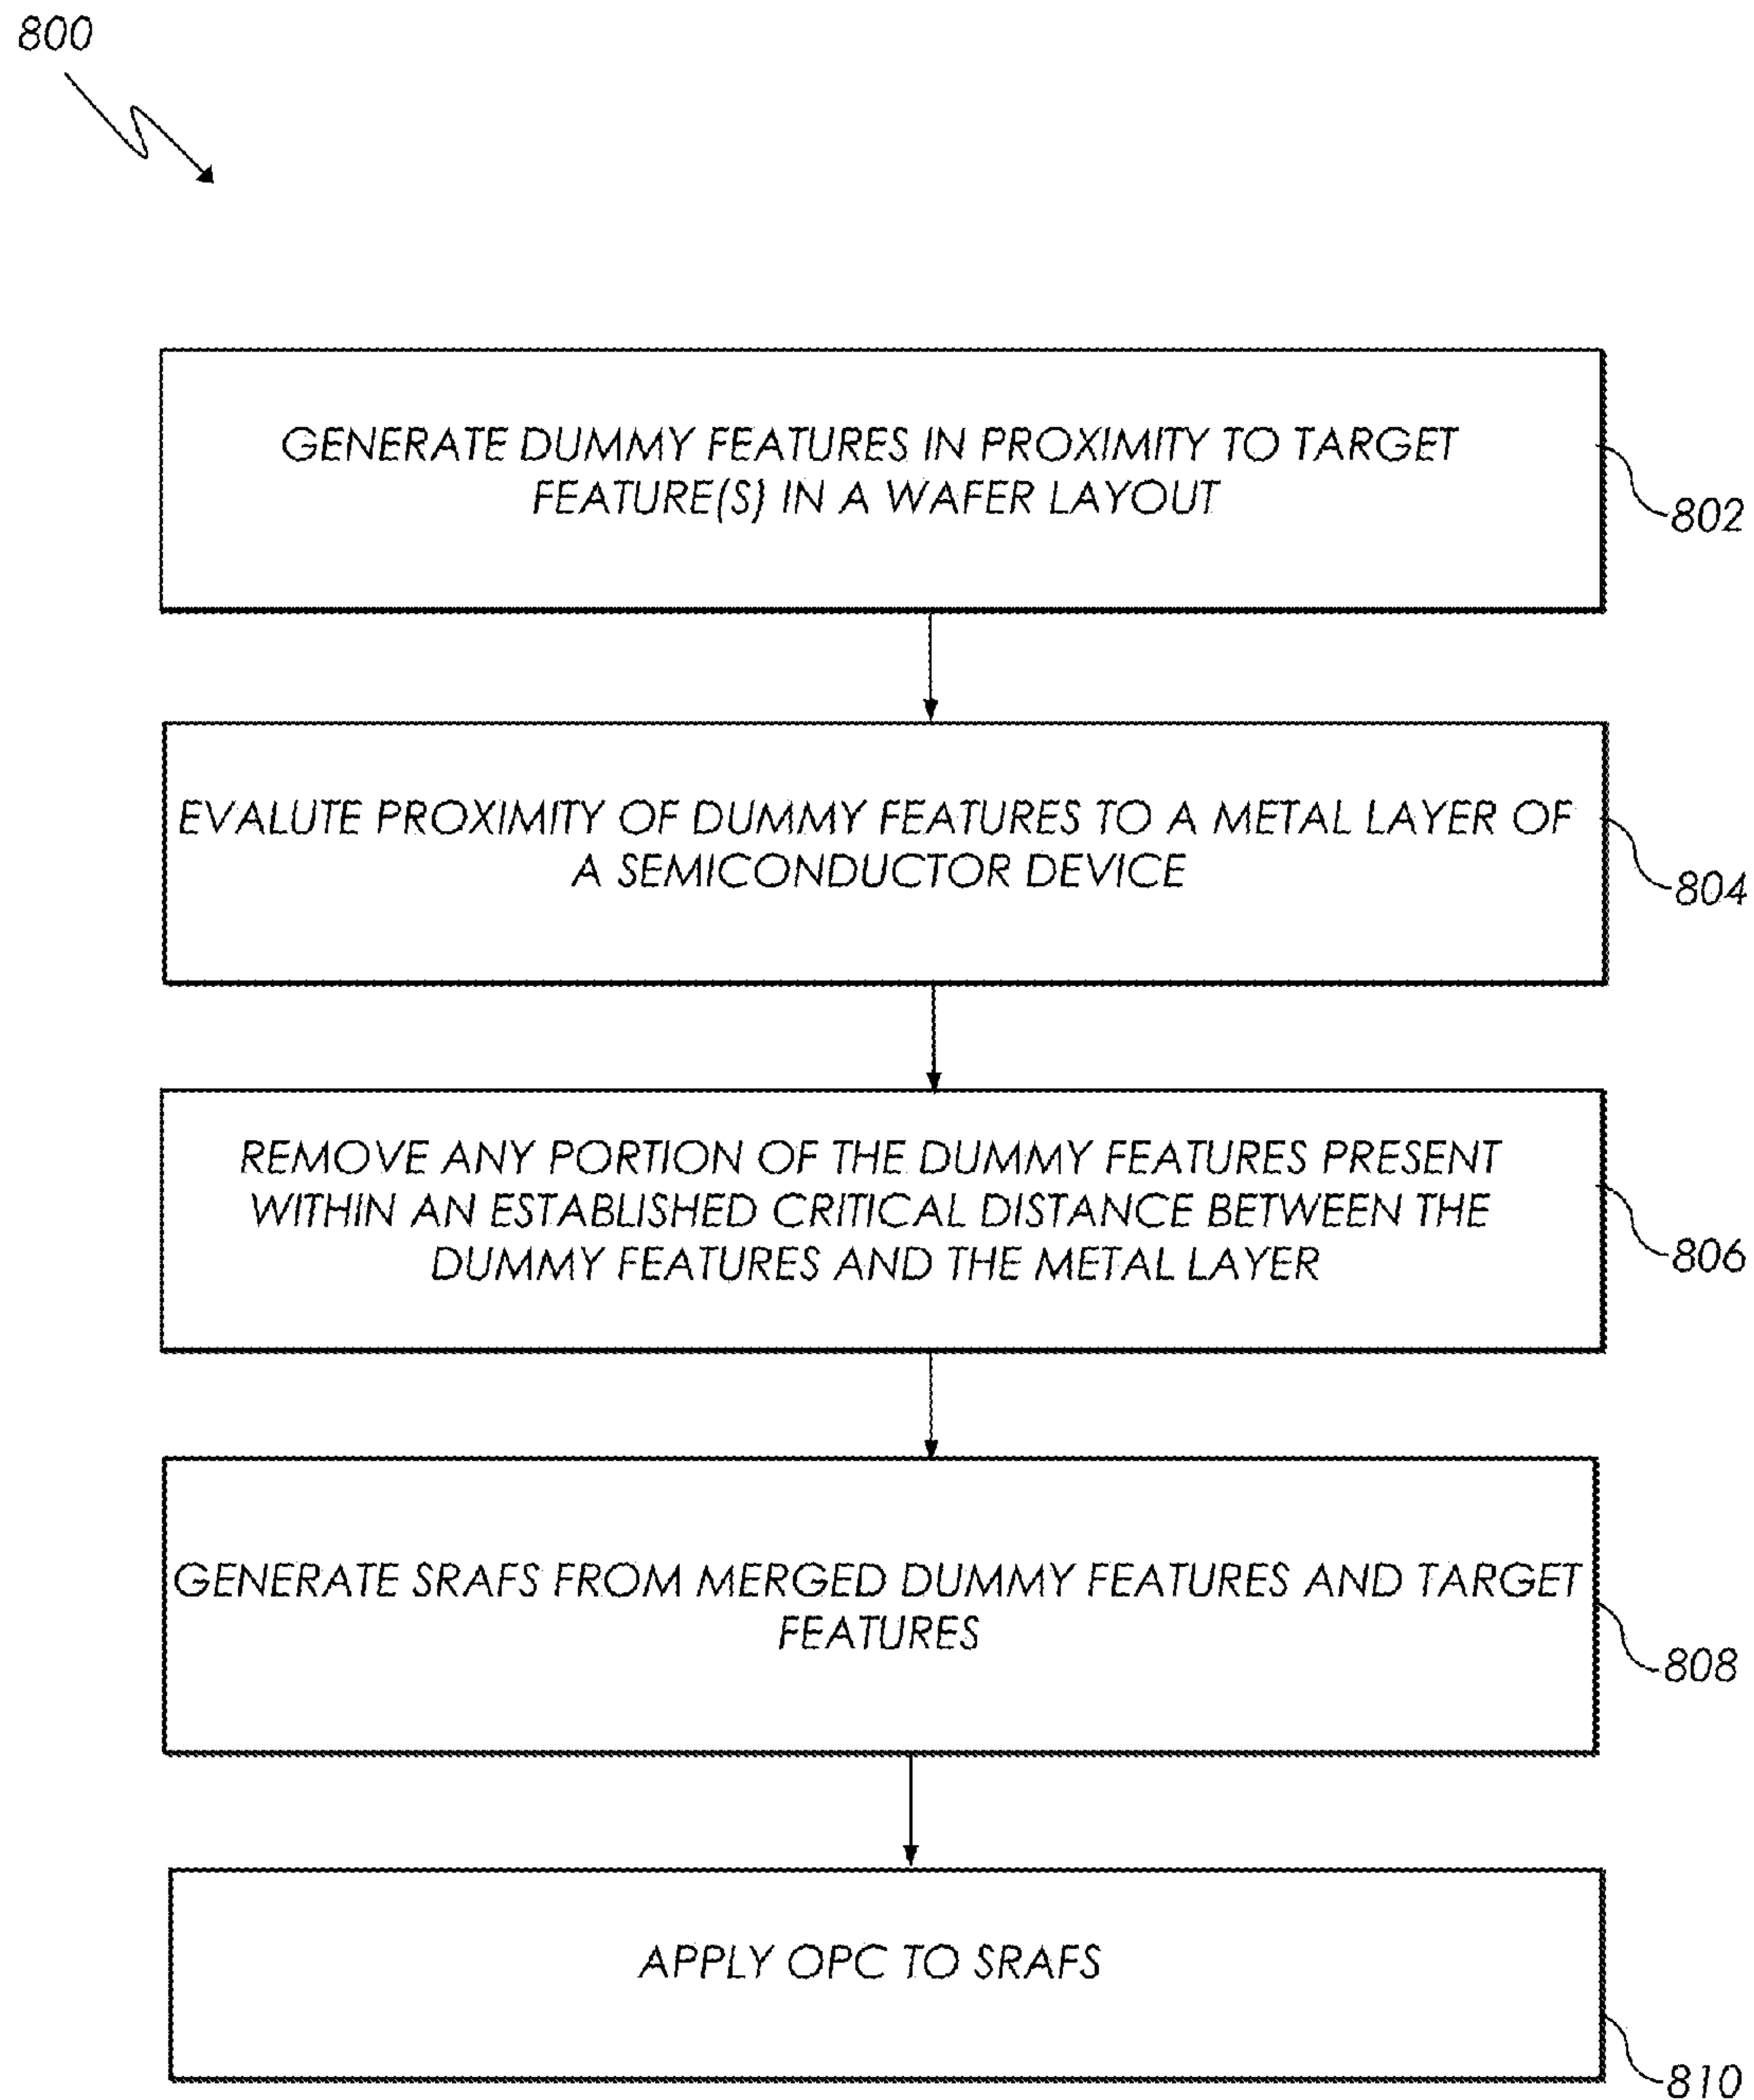 800
GENERATE DUMMY FEATURES IN PROXIMITY TO TARGET
FEATURE(S) IN A WAFER LAYOUT
802
EVALUTE PROXIMITY OF DUMMY FEATURES TO A METAL LAYER OF
A SEMICONDUCTOR DEVICE
804
REMOVE ANY PORTION OF THE DUMMY FEATURES PRESENT
WITHIN AN ESTABLISHED CRITICAL DISTANCE BETWEEN THE
DUMMY FEATURES AND THE METAL LAYER
806
GENERATE SRAFS FROM MERGED DUMMY FEATURES AND TARGET
FEATURES
808
APPLY OPC TO SRAFS
810